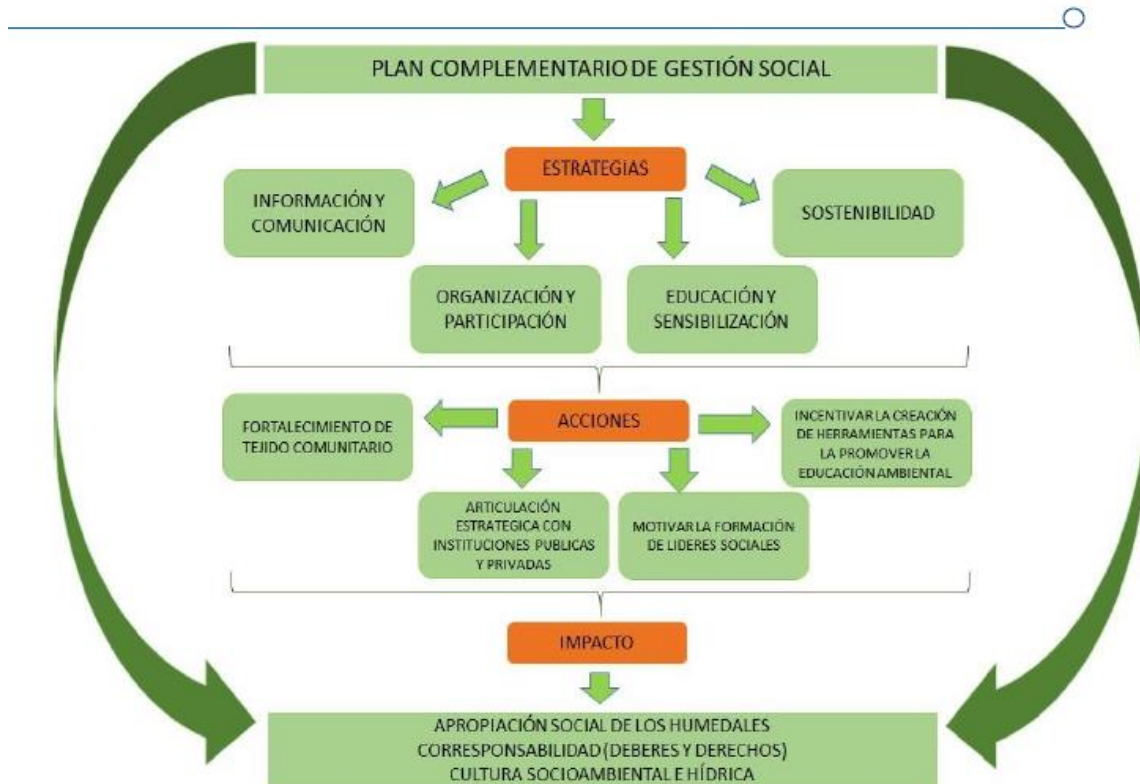 PLAN COMPLEMENTARIO DE GESTIÓN SOCIAL
ESTRATEGIAS
INFORMACIÓN Y
COMUNICACIÓN
SOSTENIBILIDAD
ORGANIZACIÓN Y
PARTICIPACIÓN
EDUCACIÓN Y
SENSIBILIZACIÓN
ACCIONES
FORTALECIMIENTO DE
TEJIDO COMUNITARIO
INCENTIVAR LA CREACIÓN
DE HERRAMIENTAS PARA
LA PROMOVER LA
EDUCACIÓN AMBIENTAL
ARTICULACIÓN
ESTRATEGICA CON
INSTITUCIONES PUBLICAS
Y PRIVADAS
MOTIVAR LA FORMACIÓN
DE LIDERES SOCIALES
IMPACTO
APROPIACIÓN SOCIAL DE LOS HUMEDALES
CORRESPONSABILIDAD (DEBERES Y DERECHOS)
CULTURA SOCIOAMBIENTAL E HÍDRICA